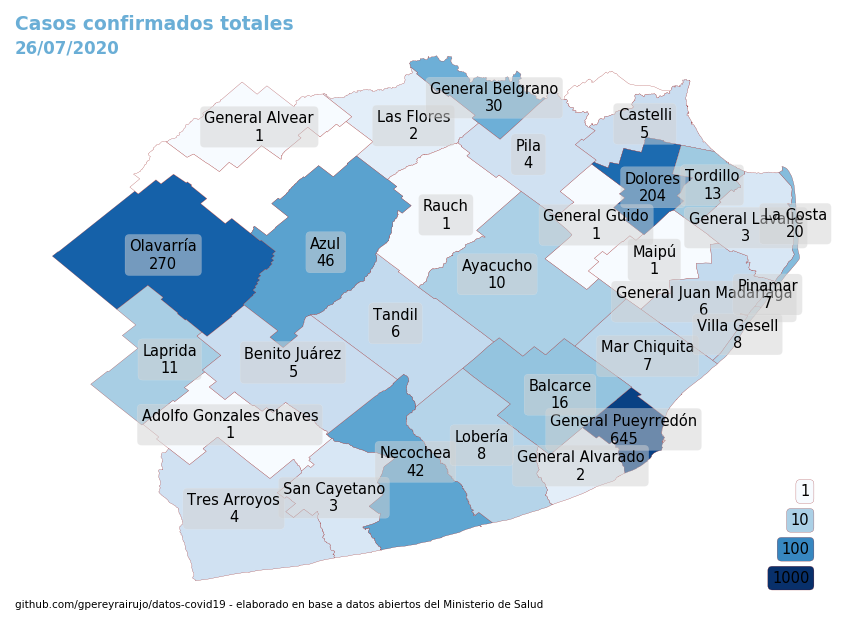 Casos confirmados totales
26/07/2020
General Belgrano
30
General Alvear
1
Las Flores
2
Castelli
5
Pila
4
Dolores
204
Tordillo
13
Rauch
1
General Guido
1
General Lavalle
3
La Costa
20
Olavarría
270
Azul
46
Maipú
1
Ayacucho
10
General Juan Madariaga
6
Pinamar
7
Tandil
6
Villa Gesell
8
Laprida
11
Benito Juárez
5
Mar Chiquita
7
Balcarce
16
Adolfo Gonzales Chaves
1
General Pueyrredón
645
Lobería
8
Necochea
42
General Alvarado
2
San Cayetano
3
Tres Arroyos
4
1
10
100
1000
github.com/gpereyrairujo/datos-covid19 - elaborado en base a datos abiertos del Ministerio de Salud